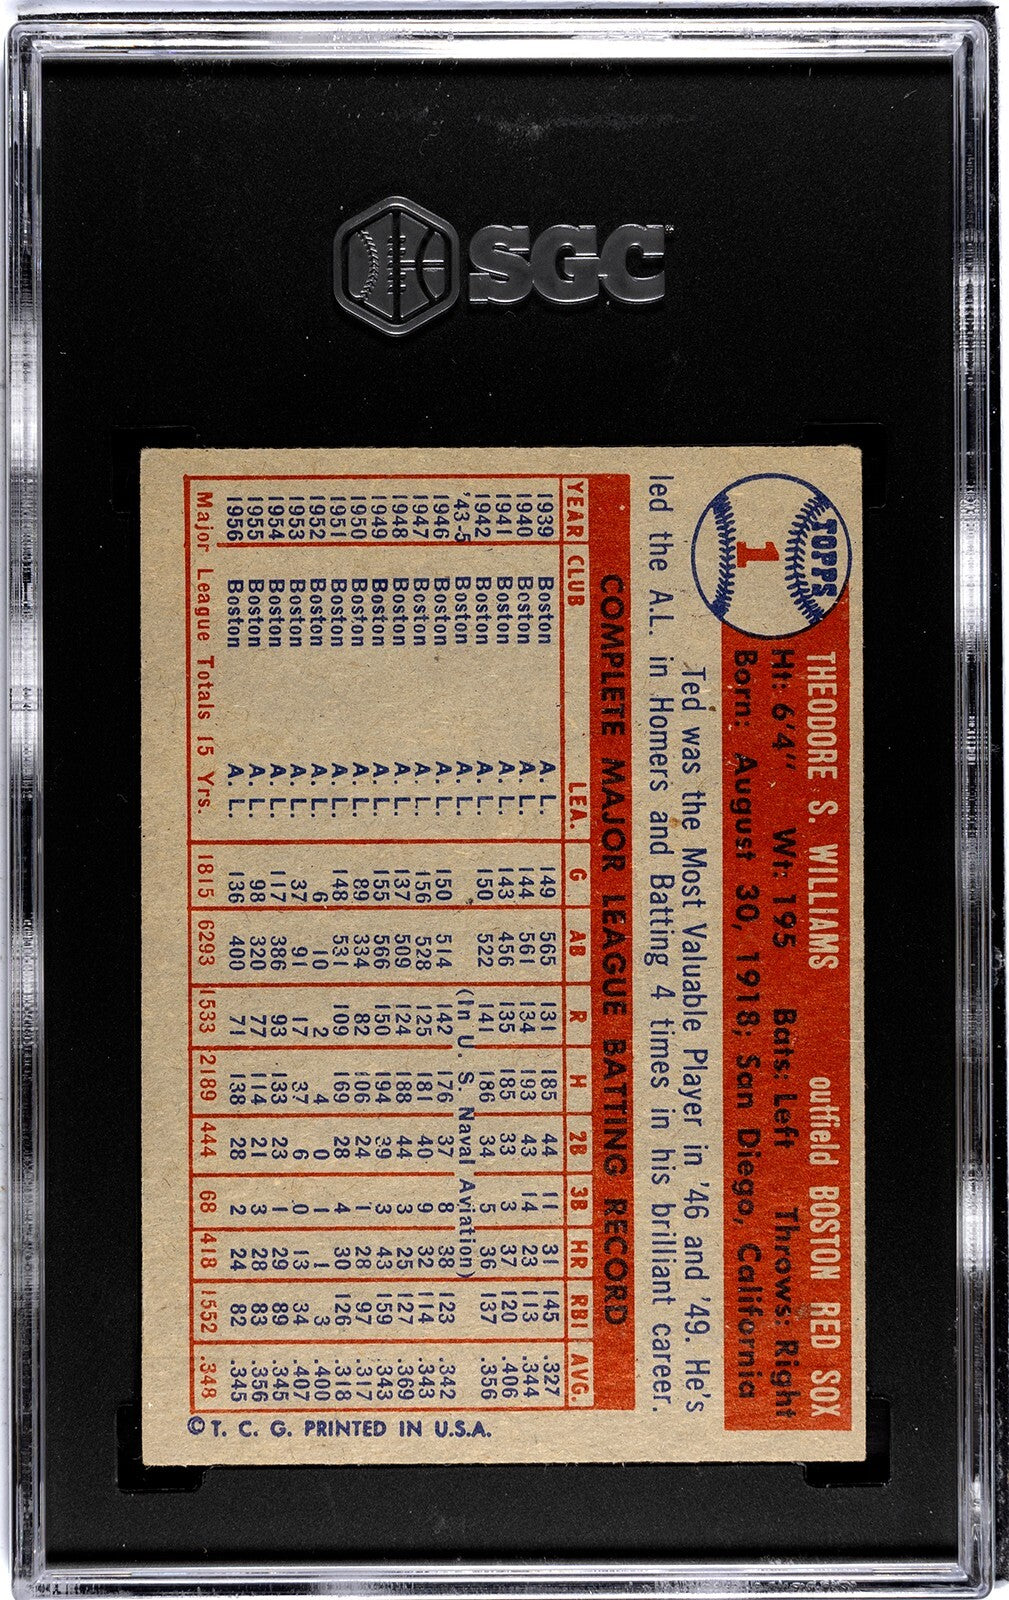 SGC
TOPPS
1
THEODORE S. WILLIAMS outfield BOSTON RED SOX
Ht: 6'4" Wt: 195 Bats: Left Throws: Right
Born: August 30, 1918; San Diego, California
Ted was the Most Valuable Player in '46 and '49. He's
led the A.L. in Homers and Batting 4 times in his brilliant career.
COMPLETE MAJOR LEAGUE BATTING RECORD
YEAR CLUB LEA. G AB R H 2B 3B HR RBI AVG.
1939 Boston A. L. 149 565 131 185 44 11 31 145 .327
1940 Boston A. L. 144 561 134 193 43 14 23 113 .344
1941 Boston A. L. 143 456 135 185 33 3 37 120 .406
1942 Boston A. L. 150 522 141 186 34 5 36 137 .356
'43-5 Boston A. L. (In U. S. Naval Aviation)
1946 Boston A. L. 150 514 142 176 37 8 38 123 .342
1947 Boston A. L. 156 528 125 181 40 9 32 114 .343
1948 Boston A. L. 137 509 124 188 44 3 25 127 .369
1949 Boston A. L. 155 566 150 194 39 3 43 159 .343
1950 Boston A. L. 89 334 82 106 24 1 28 97 .317
1951 Boston A. L. 148 531 109 169 28 4 30 126 .318
1952 Boston A. L. 6 10 2 4 0 1 1 3 .400
1953 Boston A. L. 37 91 17 37 6 0 13 34 .407
1954 Boston A. L. 117 386 93 133 23 1 29 89 .345
1955 Boston A. L. 98 320 77 114 21 3 28 83 .356
1956 Boston A. L. 136 400 71 138 28 2 24 82 .345
Major League Totals 15 Yrs. 1815 6293 1533 2189 444 68 418 1552 .348
© T. C. G. PRINTED IN U.S.A.